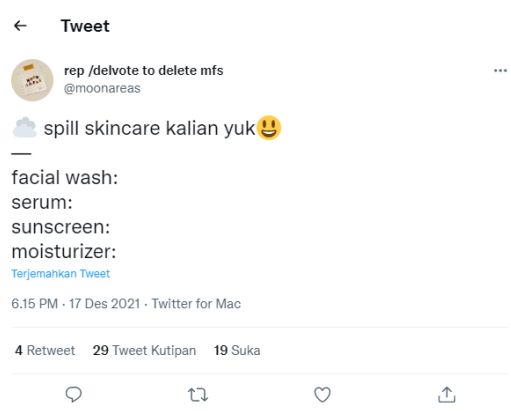 Tweet
rep /delvote to delete mfs
@moonareas
☁️ spill skincare kalian yuk😃
—
facial wash:
serum:
sunscreen:
moisturizer:
Terjemahkan Tweet
6.15 PM · 17 Des 2021 · Twitter for Mac
4 Retweet 29 Tweet Kutipan 19 Suka